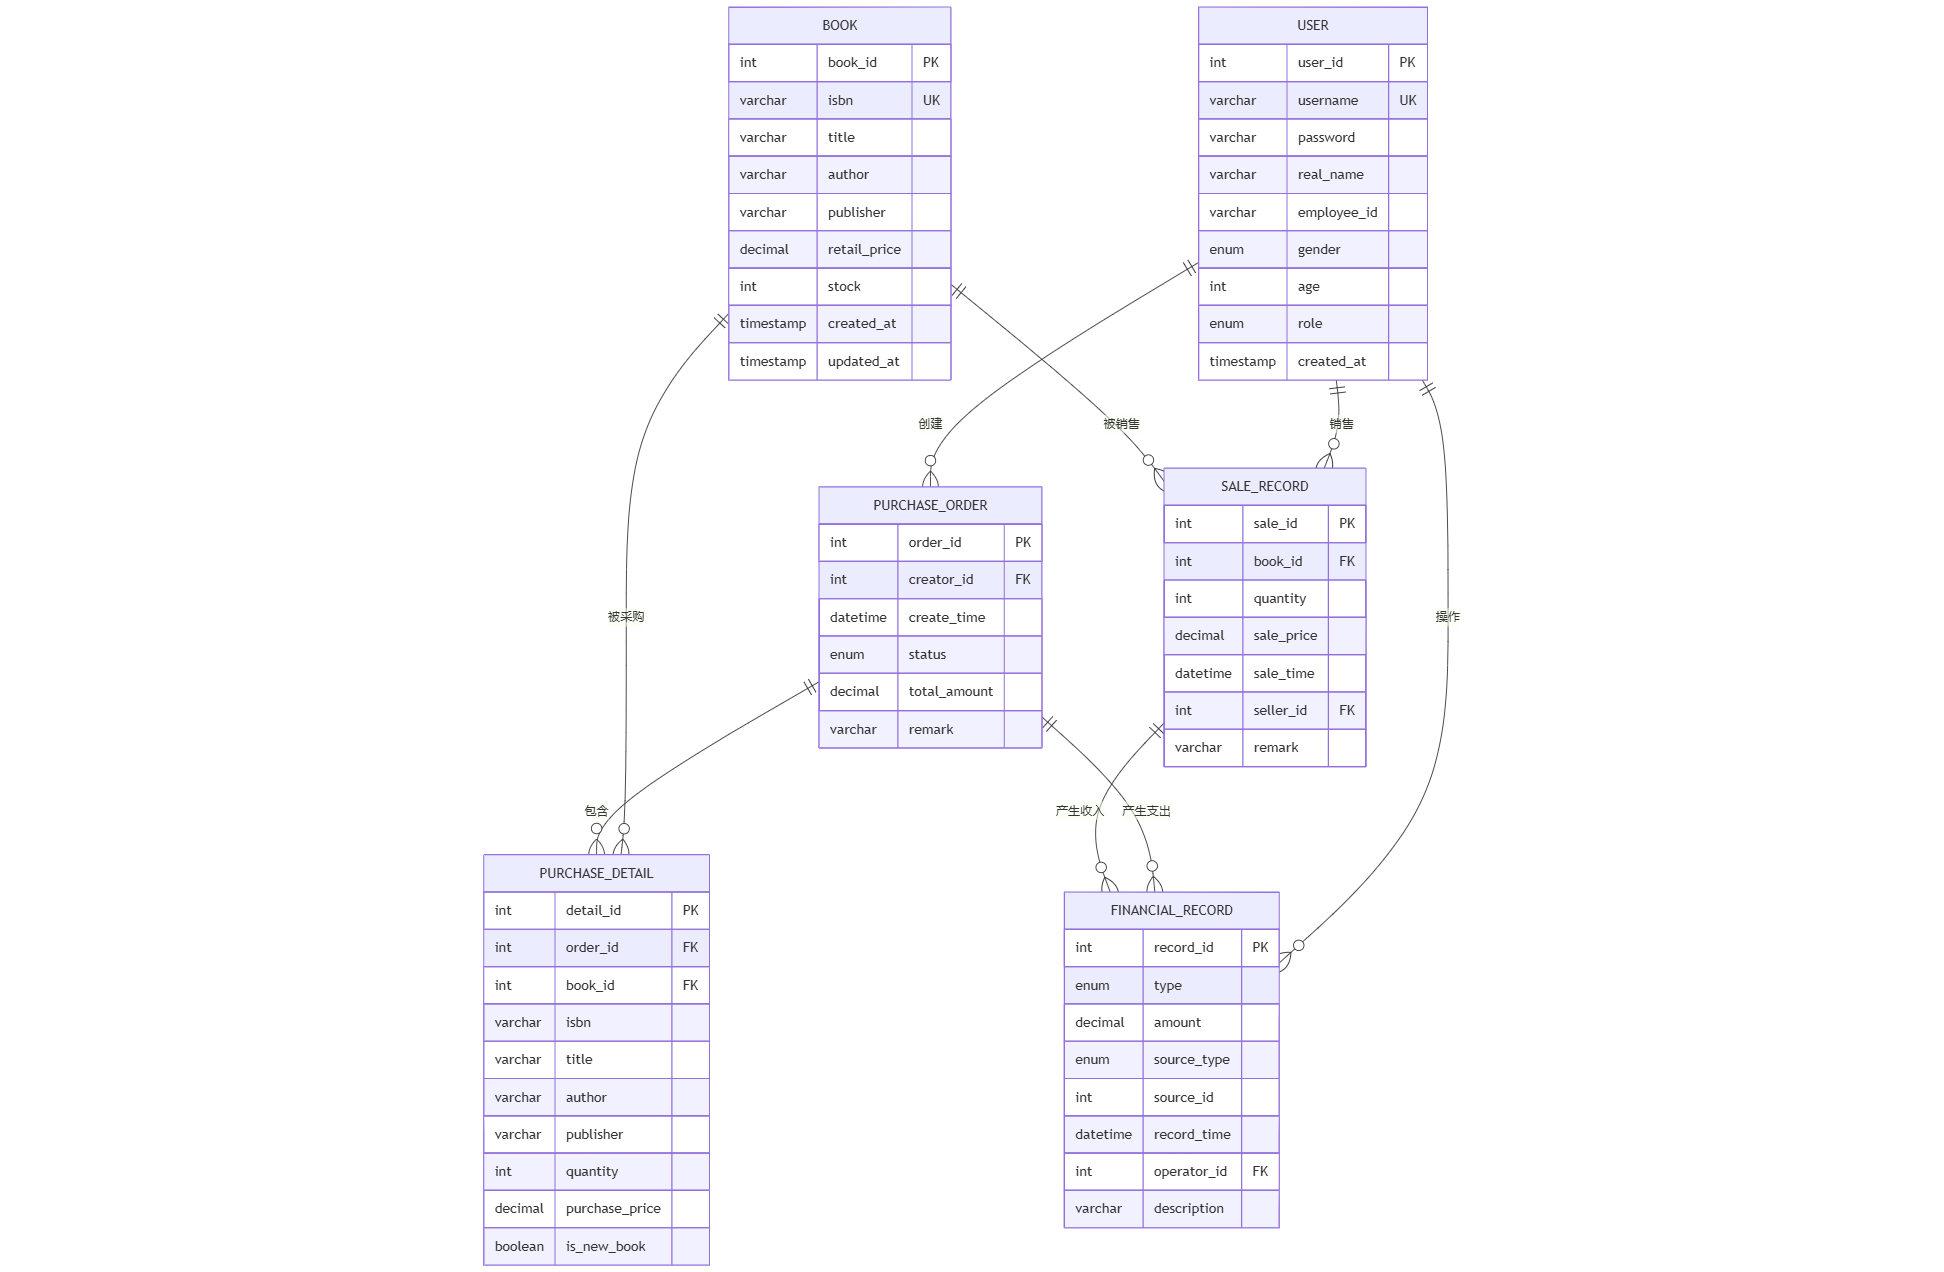 BOOK
int book_id PK
varchar isbn UK
varchar title
varchar author
varchar publisher
decimal retail_price
int stock
timestamp created_at
timestamp updated_at
USER
int user_id PK
varchar username UK
varchar password
varchar real_name
varchar employee_id
enum gender
int age
enum role
timestamp created_at
创建
被销售
销售
PURCHASE_ORDER
int order_id PK
int creator_id FK
datetime create_time
enum status
decimal total_amount
varchar remark
SALE_RECORD
int sale_id PK
int book_id FK
int quantity
decimal sale_price
datetime sale_time
int seller_id FK
varchar remark
被采购
操作
包含
产生收入
产生支出
PURCHASE_DETAIL
int detail_id PK
int order_id FK
int book_id FK
varchar isbn
varchar title
varchar author
varchar publisher
int quantity
decimal purchase_price
boolean is_new_book
FINANCIAL_RECORD
int record_id PK
enum type
decimal amount
enum source_type
int source_id
datetime record_time
int operator_id FK
varchar description